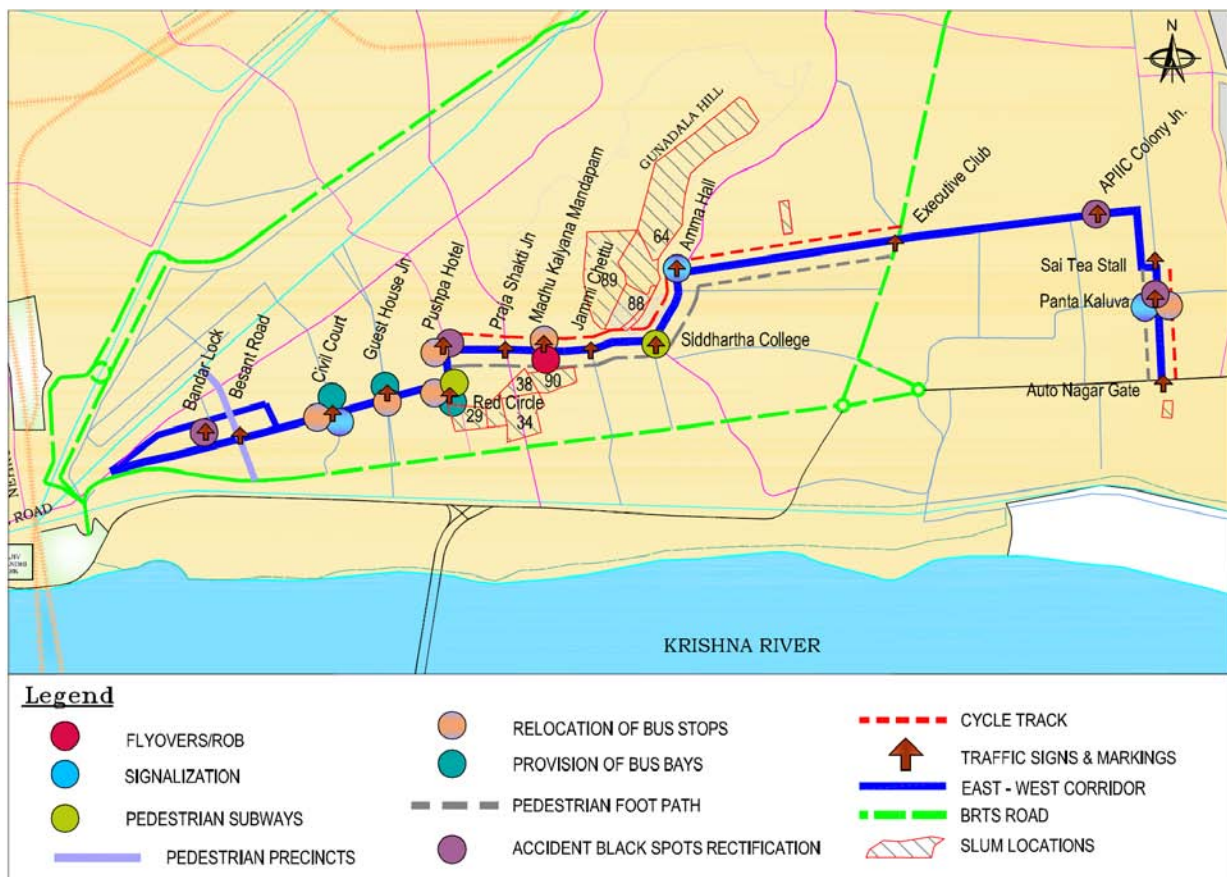 N
GUNADALA HILL
APIIC Colony Jn.
Executive Club
Amma Hall
Madhu Kalyana Mandapam
Praja Shakti Jn
Jammi Chettu
Pushpa Hotel
Guest House Jn
Civil Court
Besant Road
Bandar Lock
64
89
88
Sai Tea Stall
Panta Kaluva
Siddhartha College
Auto Nagar Gate
38
90
Red Circle
29
34
ROAD
KRISHNA RIVER
Legend
FLYOVERS/ROB
SIGNALIZATION
PEDESTRIAN SUBWAYS
PEDESTRIAN PRECINCTS
RELOCATION OF BUS STOPS
PROVISION OF BUS BAYS
PEDESTRIAN FOOT PATH
ACCIDENT BLACK SPOTS RECTIFICATION
CYCLE TRACK
TRAFFIC SIGNS & MARKINGS
EAST - WEST CORRIDOR
BRTS ROAD
SLUM LOCATIONS